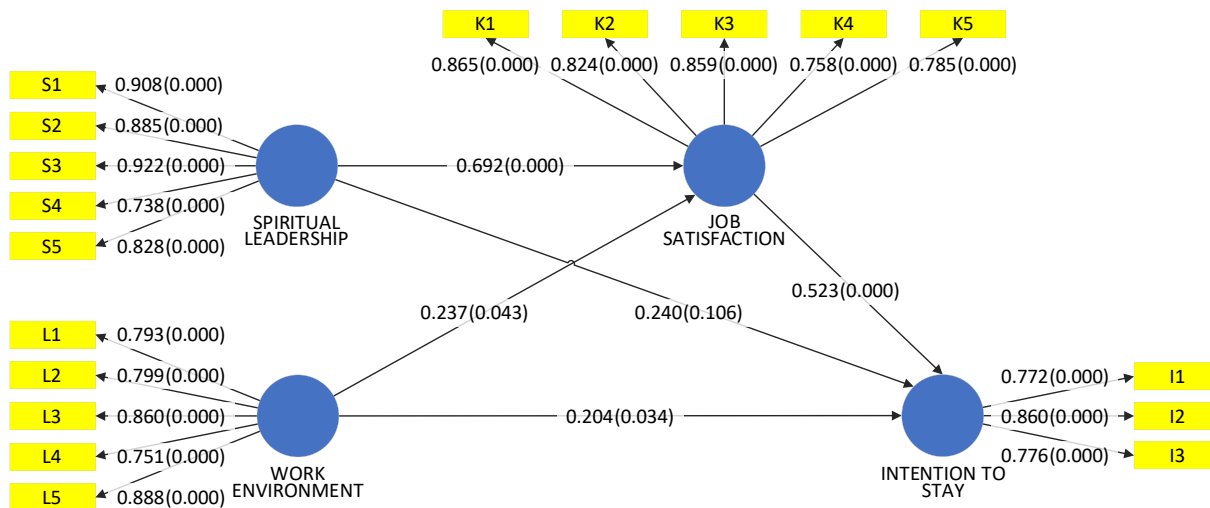 K1
K2
K3
K4
K5
0.865(0.000)
0.824(0.000)
0.859(0.000)
0.758(0.000)
0.785(0.000)
S1
0.908(0.000)
S2
0.885(0.000)
S3
0.922(0.000)
S4
0.738(0.000)
S5
0.828(0.000)
SPIRITUAL
LEADERSHIP
0.692(0.000)
JOB
SATISFACTION
0.237(0.043)
0.240(0.106)
0.523(0.000)
L1
0.793(0.000)
L2
0.799(0.000)
L3
0.860(0.000)
L4
0.751(0.000)
L5
0.888(0.000)
WORK
ENVIRONMENT
0.204(0.034)
INTENTION TO
STAY
0.772(0.000)
I1
0.860(0.000)
I2
0.776(0.000)
I3